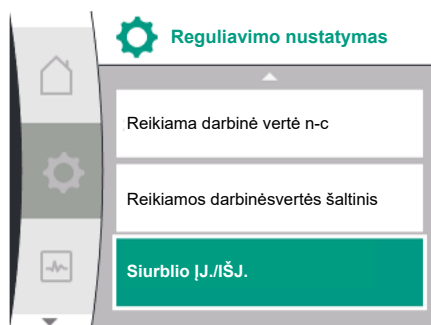 Reguliavimo nustatymas
Reikiama darbinė vertė n-c
Reikiamos darbinėsvertės šaltinis
Siurblio ĮJ./IŠJ.